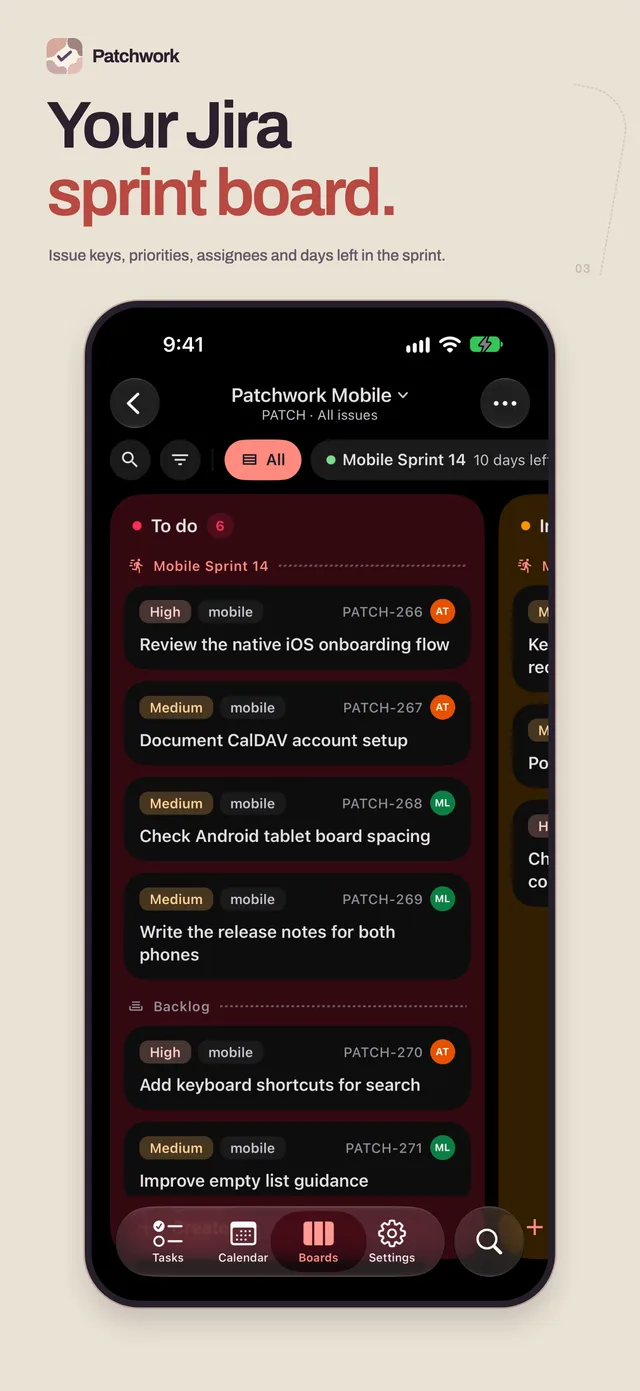 Patchwork
Your Jira
sprint board.
Issue keys, priorities, assignees and days left in the sprint.
03
9:41
Patchwork Mobile
PATCH · All issues
All
Mobile Sprint 14 10 days lef
To do 6
Mobile Sprint 14
High mobile PATCH-266 AT
Review the native iOS onboarding flow
Medium mobile PATCH-267 AT
Document CalDAV account setup
Medium mobile PATCH-268 ML
Check Android tablet board spacing
Medium mobile PATCH-269 ML
Write the release notes for both
phones
Backlog
High mobile PATCH-270 AT
Add keyboard shortcuts for search
Medium mobile PATCH-271 ML
Improve empty list guidance
M
Ke
rec
M
Po
H
Ch
co
Tasks
Calendar
Boards
Settings